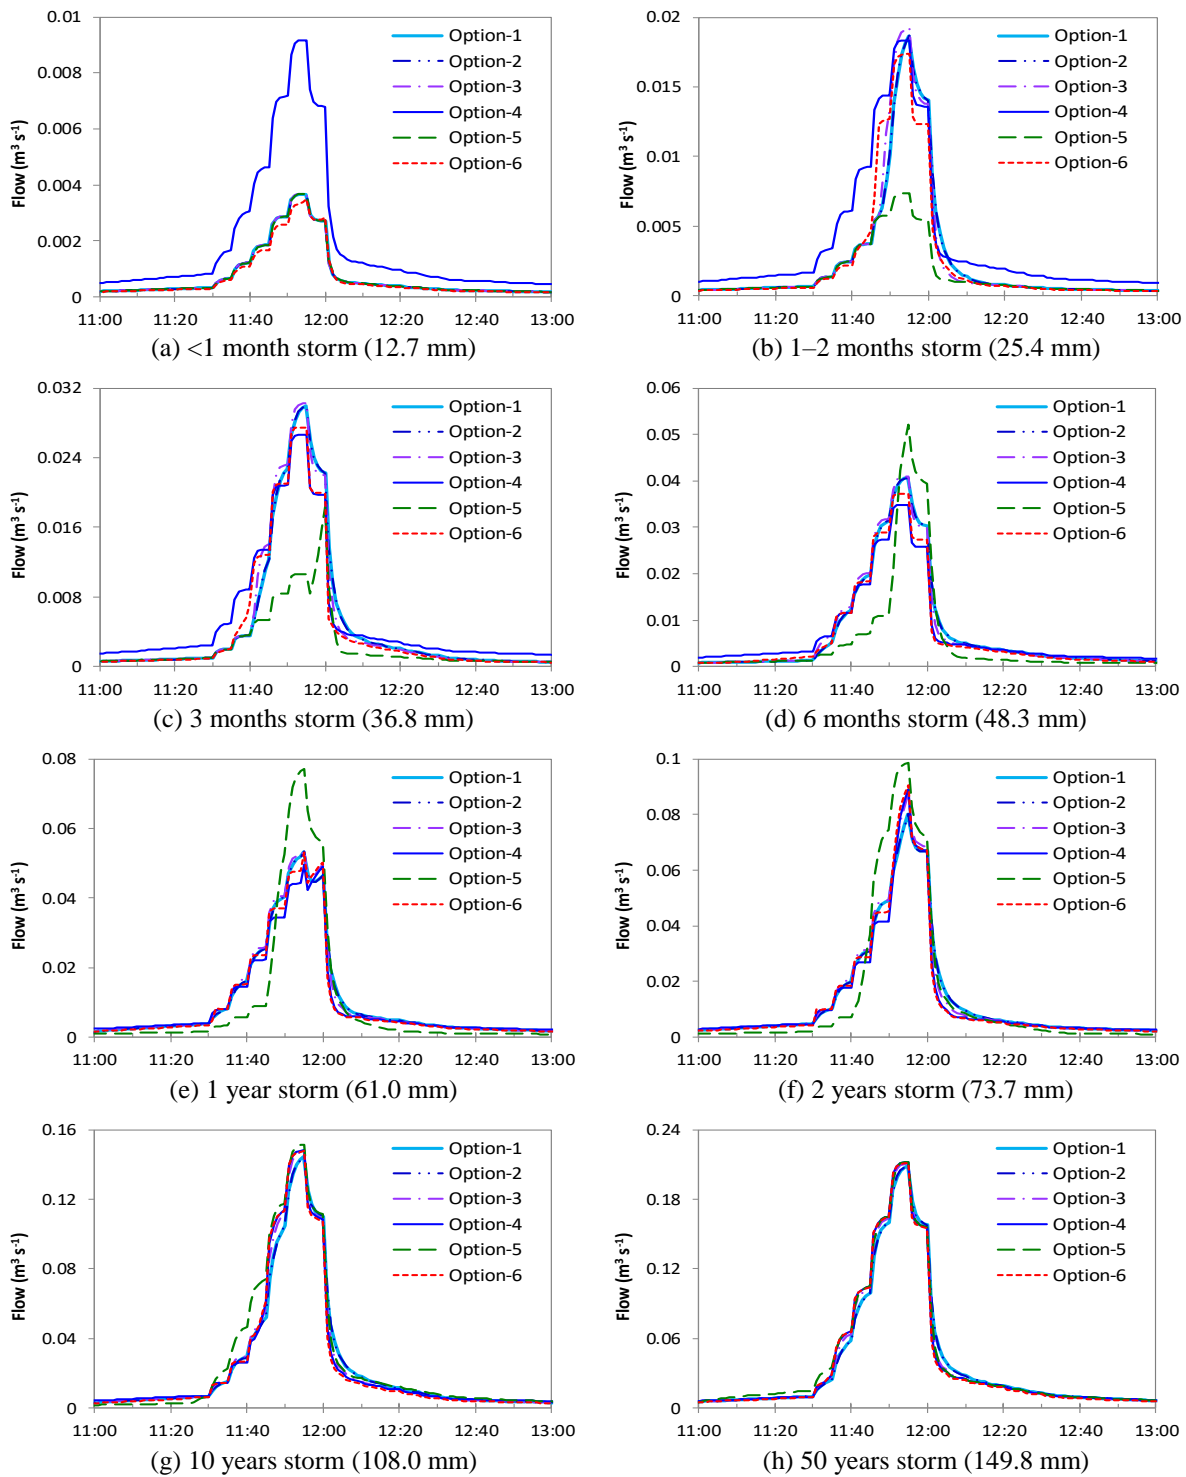 0.01
0.008
0.006
0.004
0.002
0
Flow (m³ s⁻¹)
Option-1
Option-2
Option-3
Option-4
Option-5
Option-6
11:00 11:20 11:40 12:00 12:20 12:40 13:00
(a) <1 month storm (12.7 mm)
0.02
0.015
0.01
0.005
0
Flow (m³ s⁻¹)
Option-1
Option-2
Option-3
Option-4
Option-5
Option-6
11:00 11:20 11:40 12:00 12:20 12:40 13:00
(b) 1–2 months storm (25.4 mm)
0.032
0.024
0.016
0.008
0
Flow (m³ s⁻¹)
Option-1
Option-2
Option-3
Option-4
Option-5
Option-6
11:00 11:20 11:40 12:00 12:20 12:40 13:00
(c) 3 months storm (36.8 mm)
0.06
0.05
0.04
0.03
0.02
0.01
0
Flow (m³ s⁻¹)
Option-1
Option-2
Option-3
Option-4
Option-5
Option-6
11:00 11:20 11:40 12:00 12:20 12:40 13:00
(d) 6 months storm (48.3 mm)
0.08
0.06
0.04
0.02
0
Flow (m³ s⁻¹)
Option-1
Option-2
Option-3
Option-4
Option-5
Option-6
11:00 11:20 11:40 12:00 12:20 12:40 13:00
(e) 1 year storm (61.0 mm)
0.1
0.08
0.06
0.04
0.02
0
Flow (m³ s⁻¹)
Option-1
Option-2
Option-3
Option-4
Option-5
Option-6
11:00 11:20 11:40 12:00 12:20 12:40 13:00
(f) 2 years storm (73.7 mm)
0.16
0.12
0.08
0.04
0
Flow (m³ s⁻¹)
Option-1
Option-2
Option-3
Option-4
Option-5
Option-6
11:00 11:20 11:40 12:00 12:20 12:40 13:00
(g) 10 years storm (108.0 mm)
0.24
0.18
0.12
0.06
0
Flow (m³ s⁻¹)
Option-1
Option-2
Option-3
Option-4
Option-5
Option-6
11:00 11:20 11:40 12:00 12:20 12:40 13:00
(h) 50 years storm (149.8 mm)